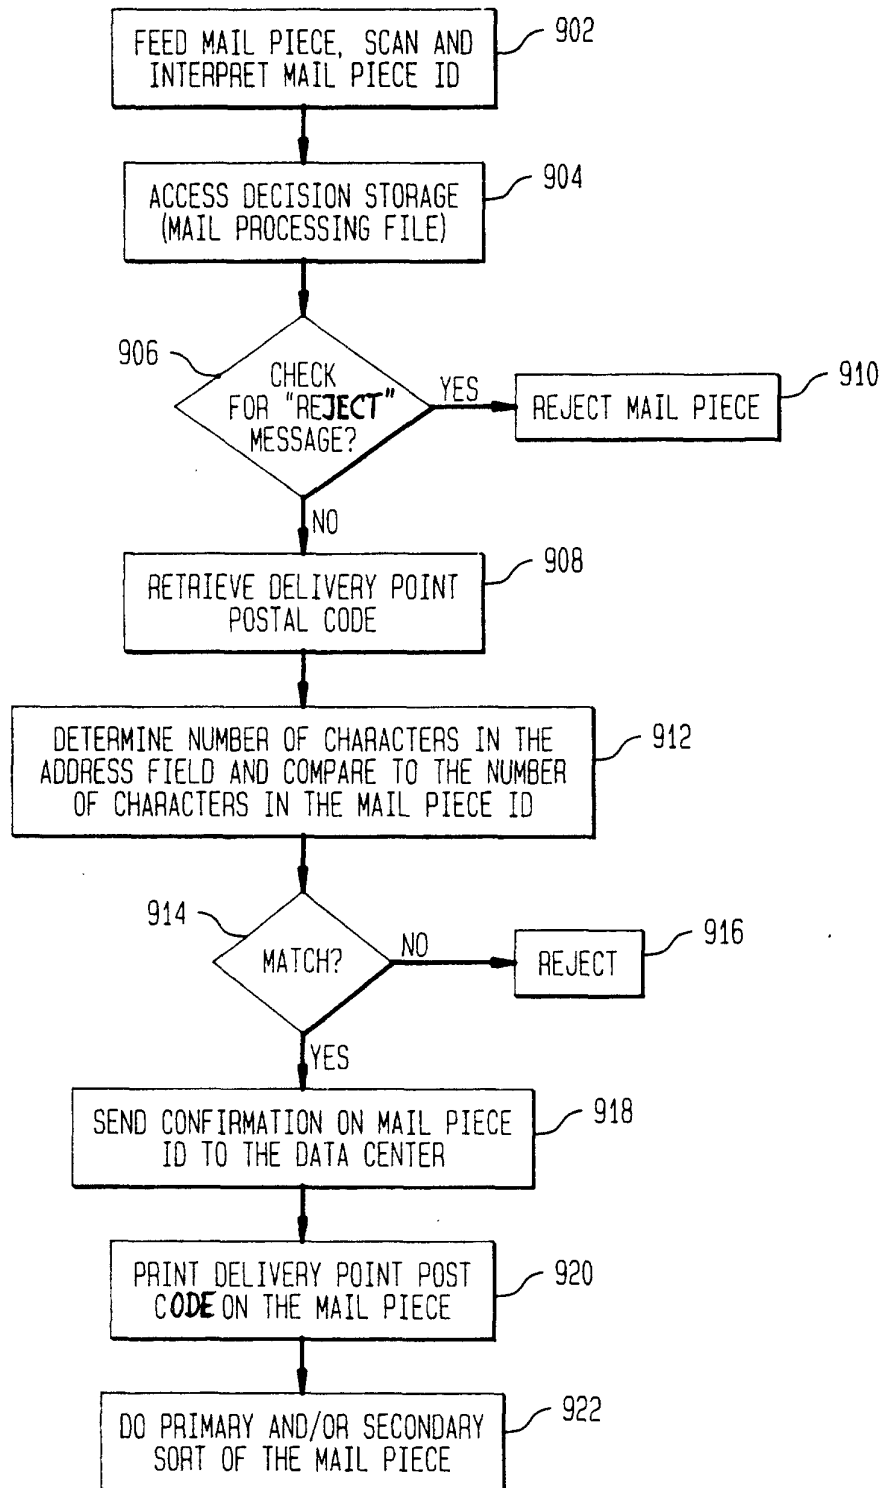 FEED MAIL PIECE, SCAN AND
INTERPRET MAIL PIECE ID
902
ACCESS DECISION STORAGE
(MAIL PROCESSING FILE)
904
906
CHECK
FOR "REJECT"
MESSAGE?
YES
REJECT MAIL PIECE
910
NO
RETRIEVE DELIVERY POINT
POSTAL CODE
908
DETERMINE NUMBER OF CHARACTERS IN THE
ADDRESS FIELD AND COMPARE TO THE NUMBER
OF CHARACTERS IN THE MAIL PIECE ID
912
914
MATCH?
NO
REJECT
916
YES
SEND CONFIRMATION ON MAIL PIECE
ID TO THE DATA CENTER
918
PRINT DELIVERY POINT POST
CODE ON THE MAIL PIECE
920
DO PRIMARY AND/OR SECONDARY
SORT OF THE MAIL PIECE
922